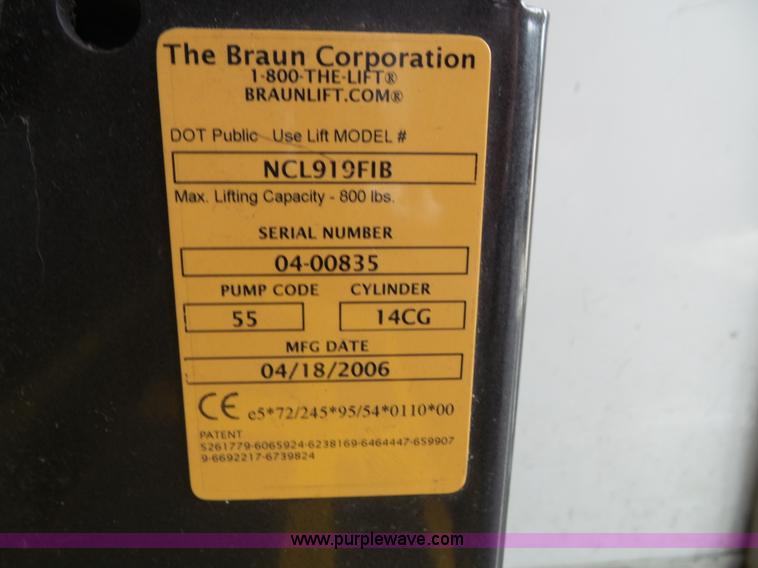 The Braun Corporation
1-800-THE-LIFT®
BRAUNLIFT.COM®
DOT Public Use Lift MODEL #
NCL919FIB
Max. Lifting Capacity - 800 lbs.
SERIAL NUMBER
04-00835
PUMP CODE CYLINDER
55 14CG
MFG DATE
04/18/2006
CE e5*72/245*95/54*0110*00
PATENT
5261779-6065924-6238169-6464447-659907
9-6692217-6739824
www.purplewave.com